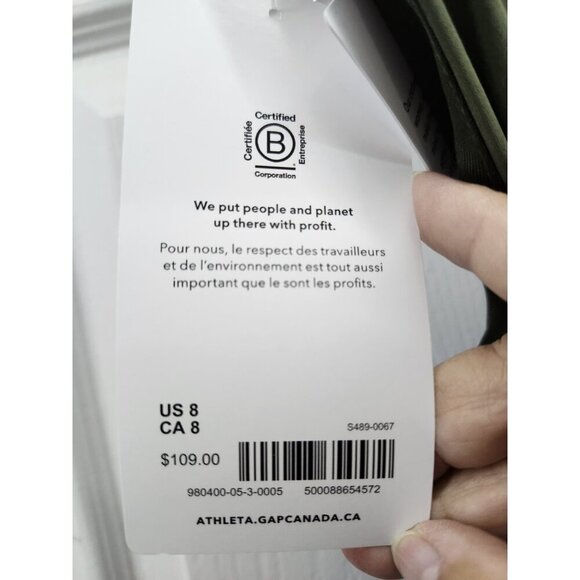 Certified
Certifiée
B
Entreprise
Corporation
We put people and planet
up there with profit.
Pour nous, le respect des travailleurs
et de l'environnement est tout aussi
important que le sont les profits.
US 8
CA 8
S489-0067
$109.00
980400-05-3-0005 500088654572
ATHLETA.GAPCANADA.CA